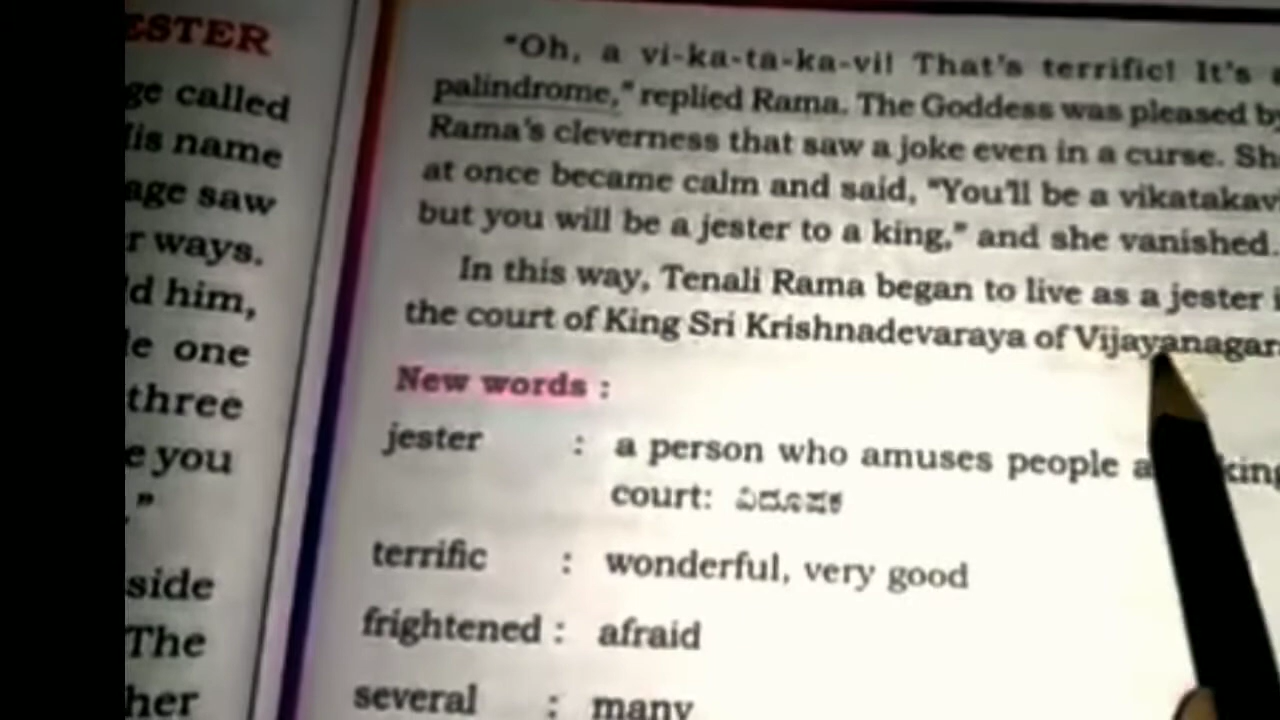 ESTER
ge called
is name
age saw
r ways.
d him,
e one
three
e you
."
side
The
her
"Oh, a vi-ka-ta-ka-vi! That's terrific! It's a
palindrome," replied Rama. The Goddess was pleased by
Rama's cleverness that saw a joke even in a curse. Sh
at once became calm and said, "You'll be a vikatakav
but you will be a jester to a king," and she vanished.
In this way, Tenali Rama began to live as a jester i
the court of King Sri Krishnadevaraya of Vijayanagar
New words :
jester : a person who amuses people a king
court: ವಿದೂಷಕ
terrific : wonderful, very good
frightened : afraid
several : many